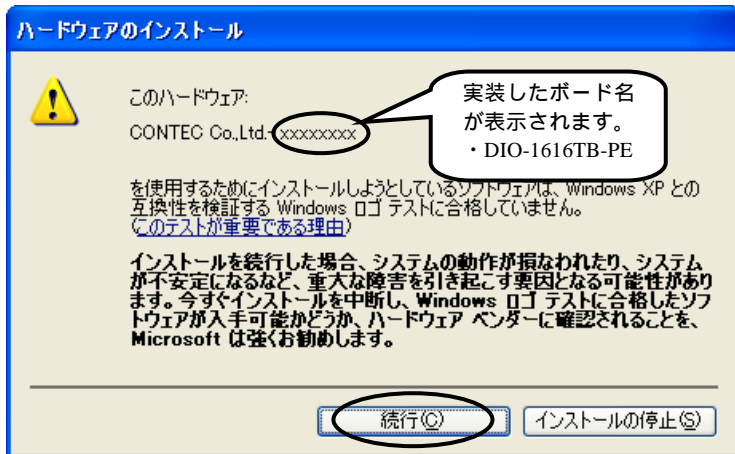 ハードウェアのインストール
このハードウェア:
CONTEC Co.,Ltd.-xxxxxxxx
実装したボード名
が表示されます。
・DIO-1616TB-PE
を使用するためにインストールしようとしているソフトウェアは、Windows XP との
互換性を検証する Windows ロゴ テストに合格していません。
(このテストが重要である理由)
インストールを続行した場合、システムの動作が損なわれたり、システム
が不安定になるなど、重大な障害を引き起こす要因となる可能性があり
ます。今すぐインストールを中断し、Windows ロゴ テストに合格したソフ
トウェアが入手可能かどうか、ハードウェア ベンダーに確認されることを、
Microsoft は強くお勧めします。
続行(C)
インストールの停止(S)